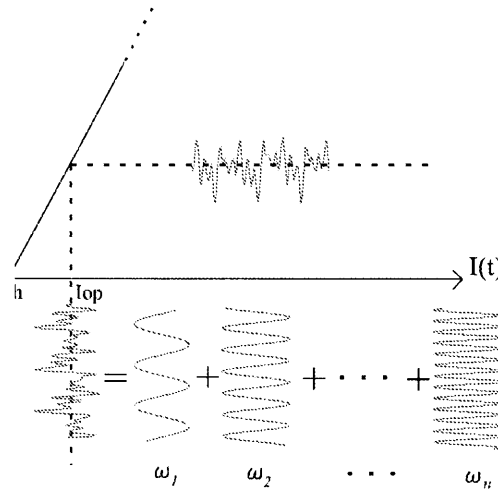 I(t)
h Iop
= + + · · · +
ω₁ ω₂ · · · ωₙ